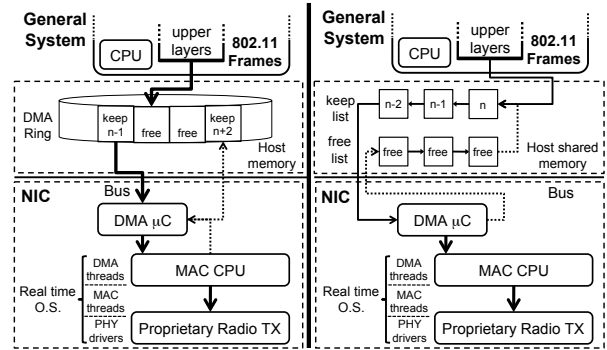 General
System
CPU
upper
layers
802.11
Frames
DMA
Ring
keep
n-1
free
free
keep
n+2
Host
memory
NIC
Bus
DMA µC
Real time
O.S.
DMA
threads
MAC
threads
PHY
drivers
MAC CPU
Proprietary Radio TX
General
System
CPU
upper
layers
802.11
Frames
keep
list
n-2
n-1
n
free
list
free
free
free
Host shared
memory
NIC
Bus
DMA µC
Real time
O.S.
DMA
threads
MAC
threads
PHY
drivers
MAC CPU
Proprietary Radio TX